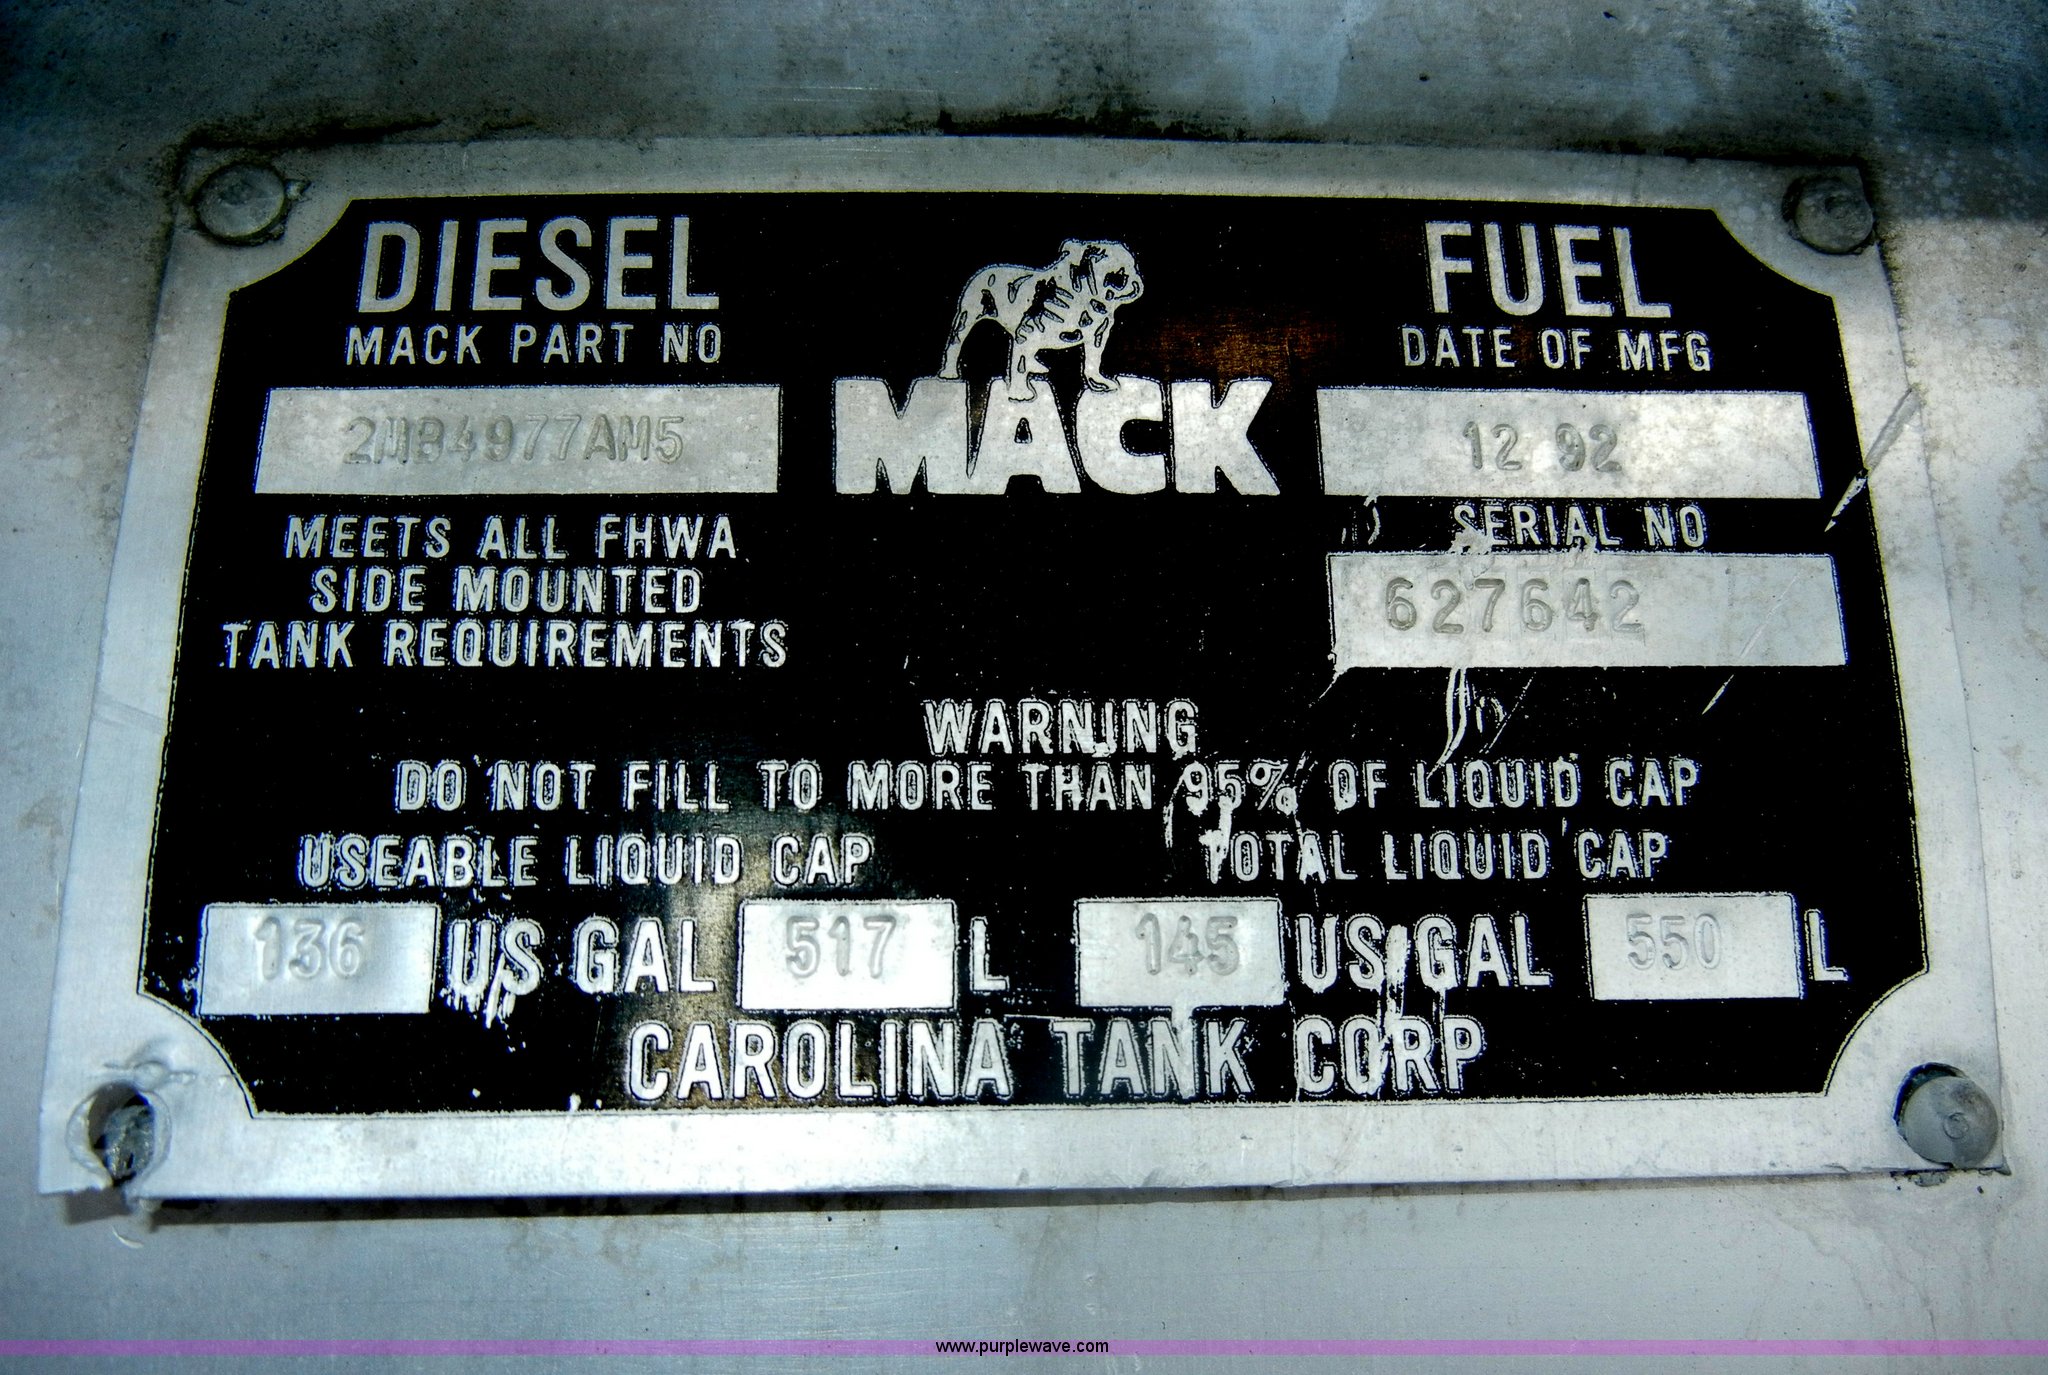 DIESEL
FUEL
MACK PART NO
DATE OF MFG
2MB4977AM5
MACK
12 92
MEETS ALL FHWA
SIDE MOUNTED
TANK REQUIREMENTS
SERIAL NO
627642
WARNING
DO NOT FILL TO MORE THAN 95% OF LIQUID CAP
USEABLE LIQUID CAP
TOTAL LIQUID CAP
136 US GAL 517 L 145 US GAL 550 L
CAROLINA TANK CORP
www.purplewave.com